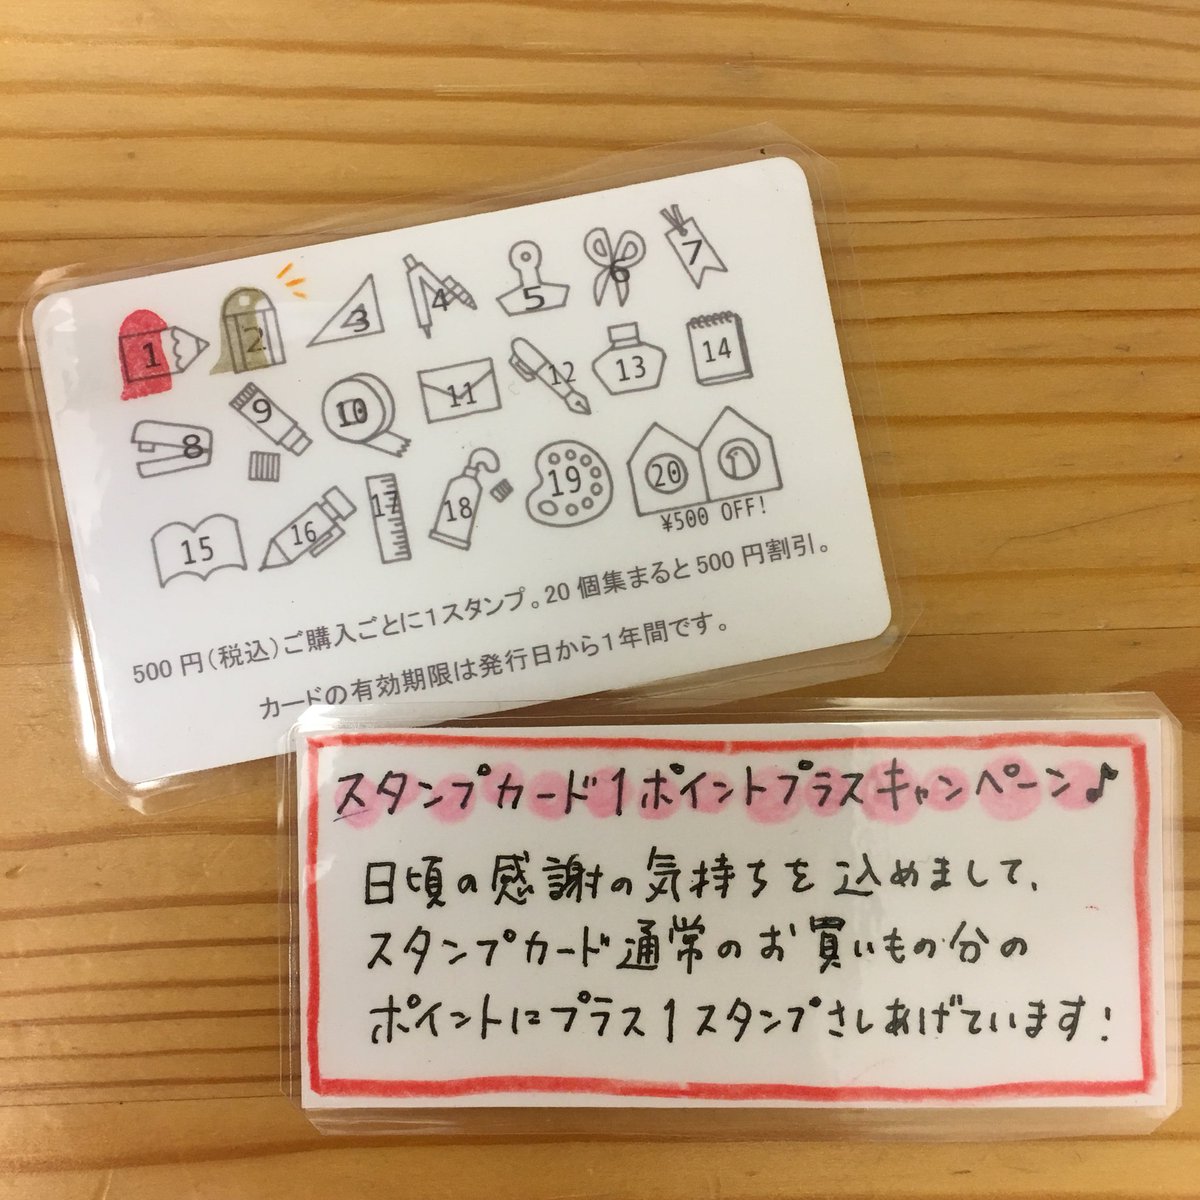 1 2 3 4 5 6 7
8 9 10 11 12 13 14
15 16 17 18 19 20
¥500 OFF!
500円(税込)ご購入ごとに1スタンプ。20個集まると500円割引。
カードの有効期限は発行日から1年間です。
スタンプカード1ポイントプラスキャンペーン♪
日頃の感謝の気持ちを込めまして、
スタンプカード通常のお買いもの分の
ポイントにプラス1スタンプさしあげています!